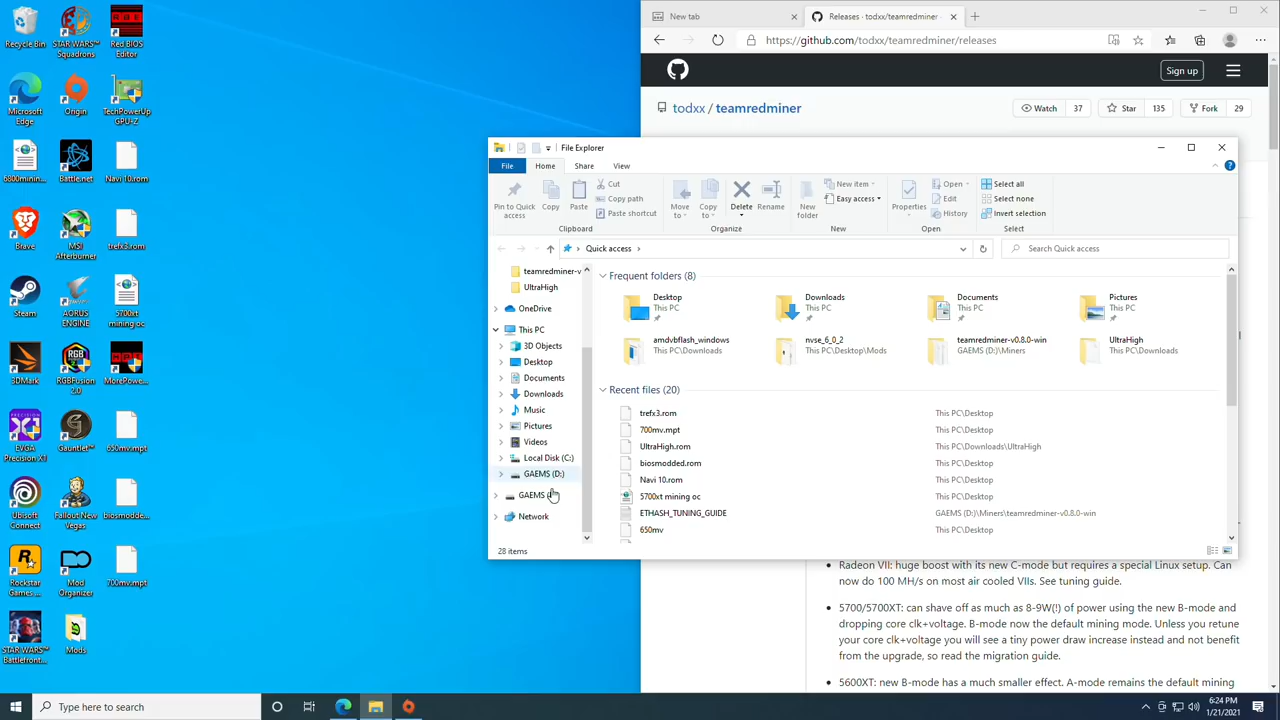 Recycle Bin
STAR WARS™
Squadrons
Red BIOS
Editor
Microsoft
Edge
Origin
TechPowerUp
GPU-Z
6800minin...
Battle.net
Navi 10.rom
Brave
MSI
Afterburner
trefx3.rom
Steam
AORUS
ENGINE
5700xt
mining oc
3DMark
RGBFusion
2.0
MorePowe...
EVGA
Precision X1
Gauntlet™
650mv.mpt
Ubisoft
Connect
Fallout New
Vegas
biosmodde...
Rockstar
Games ...
Mod
Organizer
700mv.mpt
STAR WARS™
Battlefront...
Mods
New tab
Releases · todxx/teamredminer ·
https://github.com/todxx/teamredminer/releases
Sign up
todxx / teamredminer
Watch 37
Star 135
Fork 29
File Explorer
File Home Share View
Pin to Quick
access
Copy
Paste
Cut
Copy path
Paste shortcut
Clipboard
Move
to
Copy
to
Delete
Rename
Organize
New
folder
New item
Easy access
New
Properties
Open
Edit
History
Open
Select all
Select none
Invert selection
Select
Quick access
Search Quick access
teamredminer-v
UltraHigh
OneDrive
This PC
3D Objects
Desktop
Documents
Downloads
Music
Pictures
Videos
Local Disk (C:)
GAEMS (D:)
GAEMS (
Network
Frequent folders (8)
Desktop
This PC
Downloads
This PC
Documents
This PC
Pictures
This PC
amdvbflash_windows
This PC\Downloads
nvse_6_0_2
This PC\Desktop\Mods
teamredminer-v0.8.0-win
GAEMS (D:)\Miners
UltraHigh
This PC\Downloads
Recent files (20)
trefx3.rom This PC\Desktop
700mv.mpt This PC\Desktop
UltraHigh.rom This PC\Downloads\UltraHigh
biosmodded.rom This PC\Desktop
Navi 10.rom This PC\Desktop
5700xt mining oc This PC\Desktop
ETHASH_TUNING_GUIDE GAEMS (D:)\Miners\teamredminer-v0.8.0-win
650mv This PC\Desktop
28 items
Radeon VII: huge boost with its new C-mode but requires a special Linux setup. Can
now do 100 MH/s on most air cooled VIIs. See tuning guide.
5700/5700XT: can shave off as much as 8-9W(!) of power using the new B-mode and
dropping core clk+voltage. B-mode now the default mining mode. Unless you retune
your core clk+voltage you will see a tiny power draw increase instead and not benefit
from the upgrade, so read the migration guide.
5600XT: new B-mode has a much smaller effect. A-mode remains the default mining
Type here to search
6:24 PM
1/21/2021